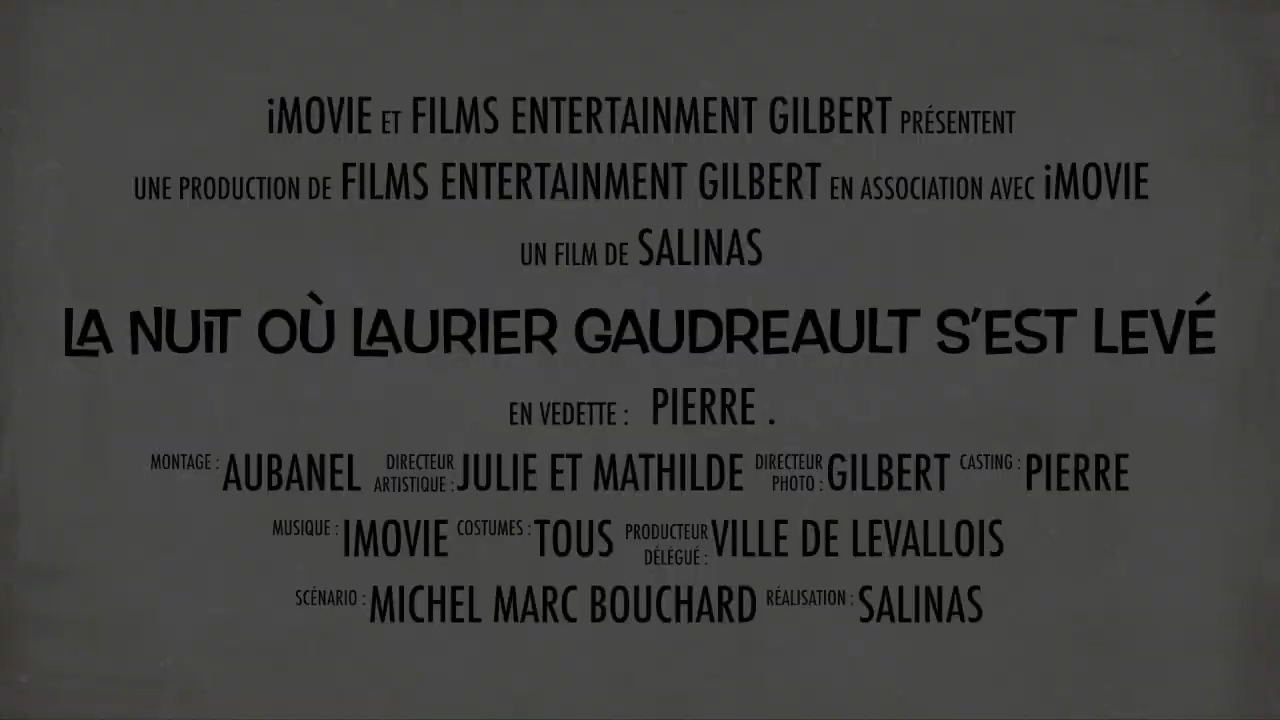 iMOVIE ET FILMS ENTERTAINMENT GILBERT PRÉSENTENT
UNE PRODUCTION DE FILMS ENTERTAINMENT GILBERT EN ASSOCIATION AVEC iMOVIE
UN FILM DE SALINAS
LA NUIT OÙ LAURIER GAUDREAULT S'EST LEVÉ
EN VEDETTE : PIERRE .
MONTAGE : AUBANEL DIRECTEUR ARTISTIQUE : JULIE ET MATHILDE DIRECTEUR PHOTO : GILBERT CASTING : PIERRE
MUSIQUE : IMOVIE COSTUMES : TOUS PRODUCTEUR DÉLÉGUÉ : VILLE DE LEVALLOIS
SCÉNARIO : MICHEL MARC BOUCHARD RÉALISATION : SALINAS